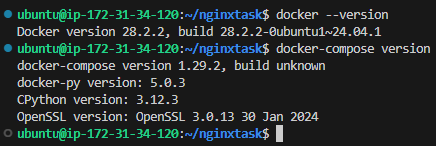 ubuntu@ip-172-31-34-120:~/nginxtask$ docker --version
Docker version 28.2.2, build 28.2.2-0ubuntu1~24.04.1
ubuntu@ip-172-31-34-120:~/nginxtask$ docker-compose version
docker-compose version 1.29.2, build unknown
docker-py version: 5.0.3
CPython version: 3.12.3
OpenSSL version: OpenSSL 3.0.13 30 Jan 2024
ubuntu@ip-172-31-34-120:~/nginxtask$